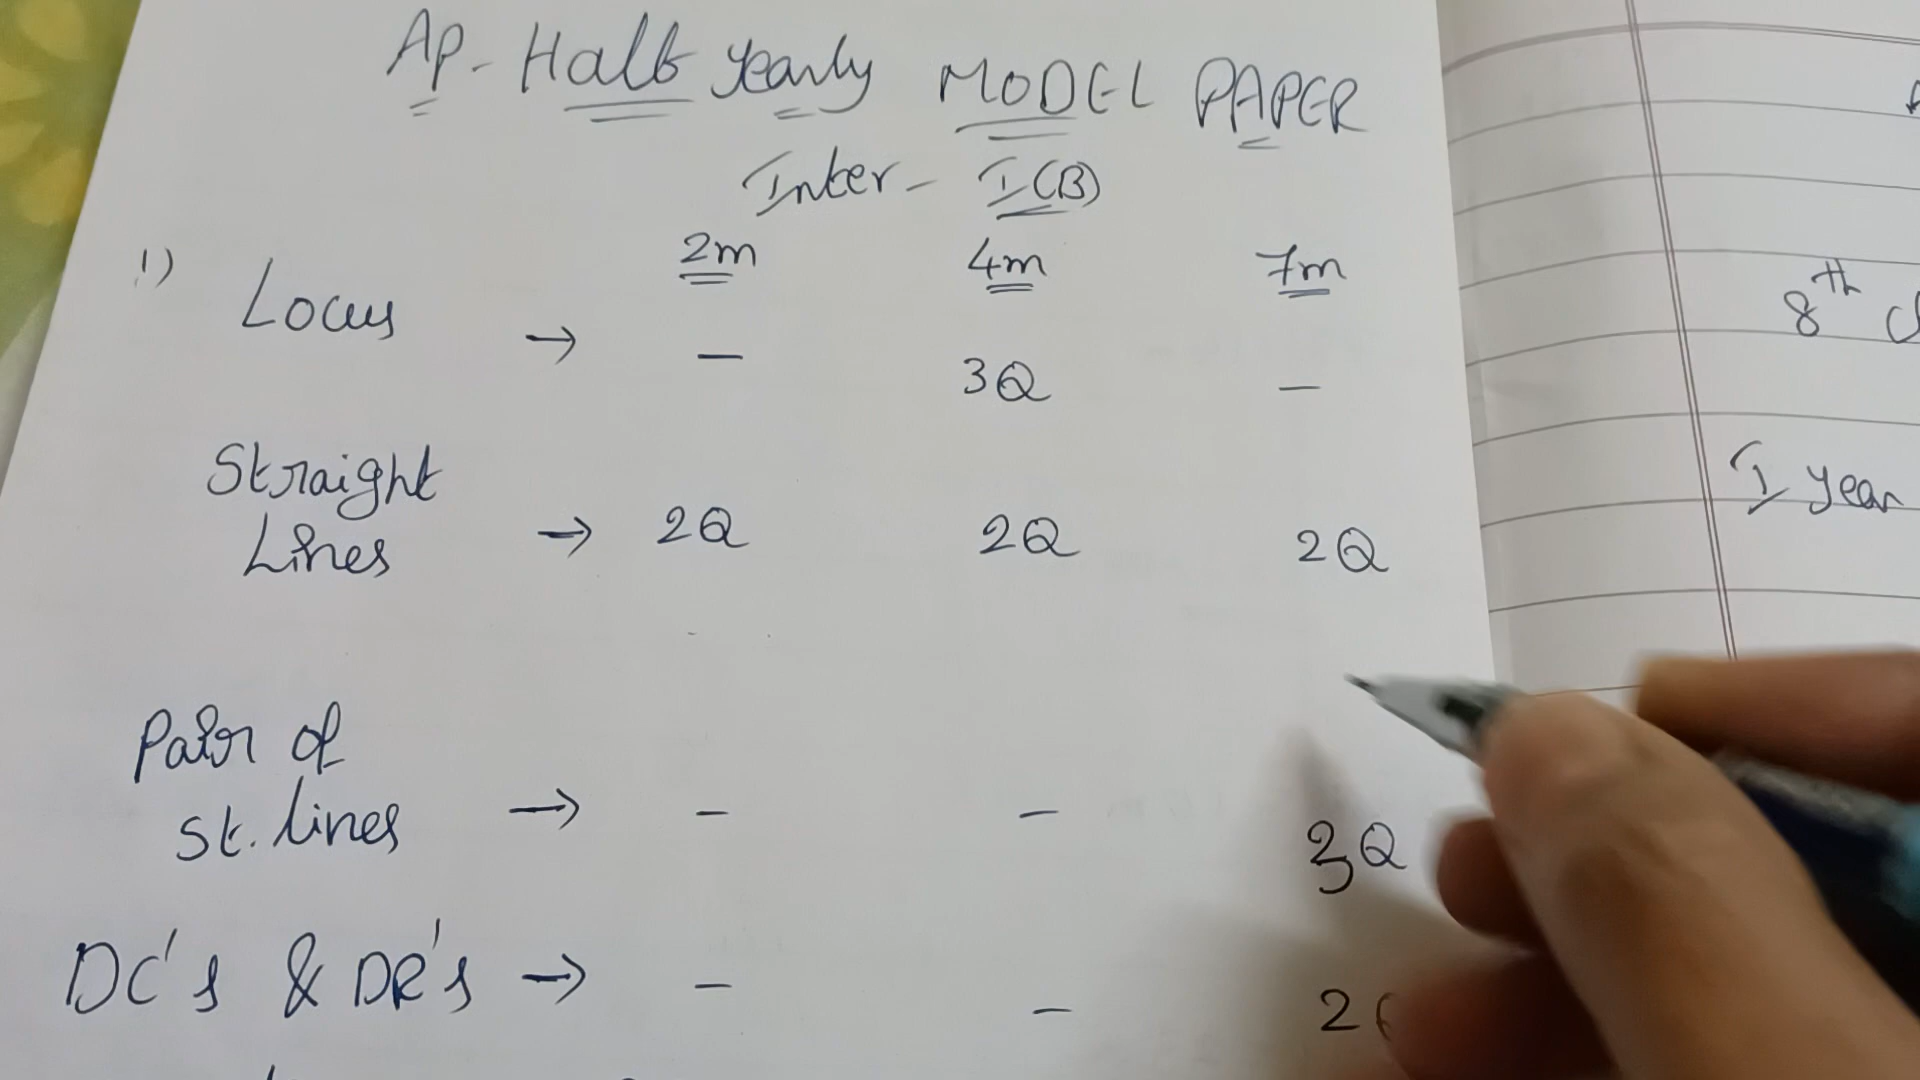 AP- Half Yearly MODEL PAPER
Inter - I(B)
2m 4m 7m
1) Locus → - 3Q -
Straight
Lines → 2Q 2Q 2Q
Pair of
St. lines → - - 3Q
DC's & DR's → - - 2
8th
I Year